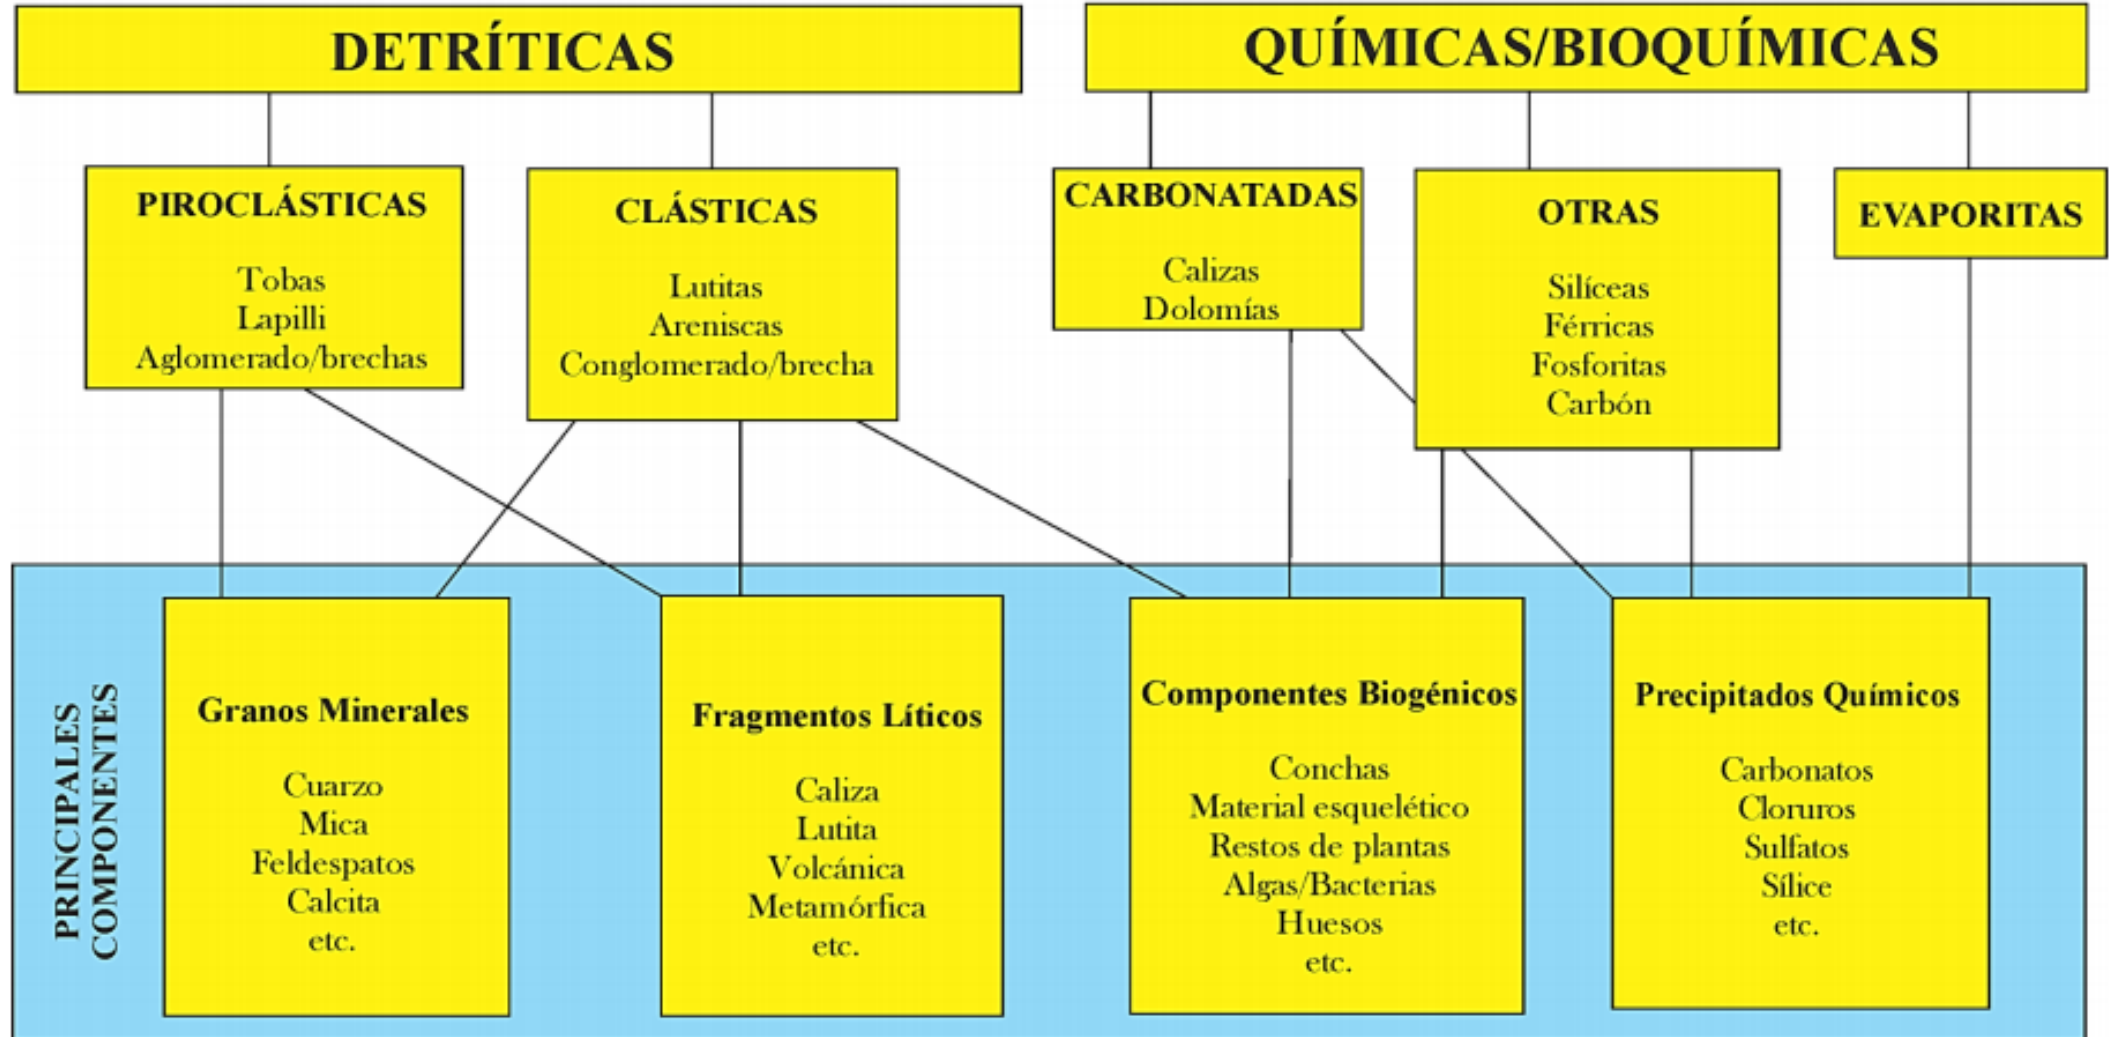 DETRÍTICAS
QUÍMICAS/BIOQUÍMICAS
PIROCLÁSTICAS
Tobas
Lapilli
Aglomerado/brechas
CLÁSTICAS
Lutitas
Areniscas
Conglomerado/brecha
CARBONATADAS
Calizas
Dolomías
OTRAS
Silíceas
Férricas
Fosforitas
Carbón
EVAPORITAS
PRINCIPALES
COMPONENTES
Granos Minerales
Cuarzo
Mica
Feldespatos
Calcita
etc.
Fragmentos Líticos
Caliza
Lutita
Volcánica
Metamórfica
etc.
Componentes Biogénicos
Conchas
Material esquelético
Restos de plantas
Algas/Bacterias
Huesos
etc.
Precipitados Químicos
Carbonatos
Cloruros
Sulfatos
Sílice
etc.